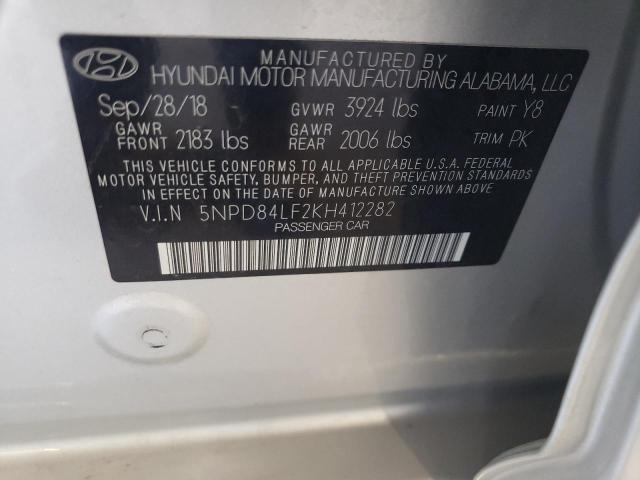 MANUFACTURED BY
HYUNDAI MOTOR MANUFACTURING ALABAMA, LLC
Sep/28/18 GVWR 3924 lbs PAINT Y8
GAWR FRONT 2183 lbs GAWR REAR 2006 lbs TRIM PK
THIS VEHICLE CONFORMS TO ALL APPLICABLE U.S.A. FEDERAL
MOTOR VEHICLE SAFETY, BUMPER, AND THEFT PREVENTION STANDARDS
IN EFFECT ON THE DATE OF MANUFACTURE SHOWN ABOVE.
V.I.N 5NPD84LF2KH412282
PASSENGER CAR